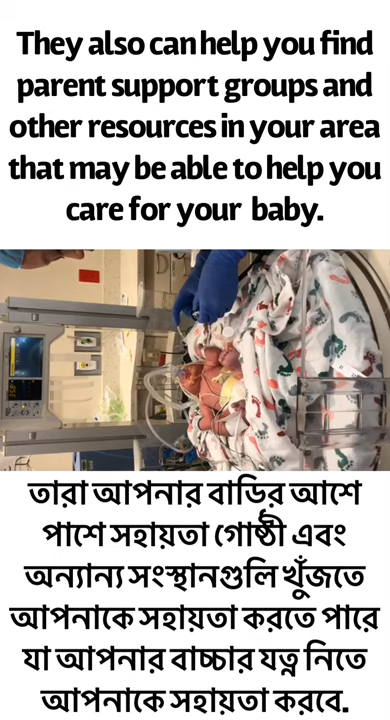 They also can help you find
parent support groups and
other resources in your area
that may be able to help you
care for your baby.
তারা আপনার বাড়ির আশে
পাশে সহায়তা গোষ্ঠী এবং
অন্যান্য সংস্থানগুলি খুঁজতে
আপনাকে সহায়তা করতে পারে
যা আপনার বাচ্চার যত্ন নিতে
আপনাকে সহায়তা করবে.